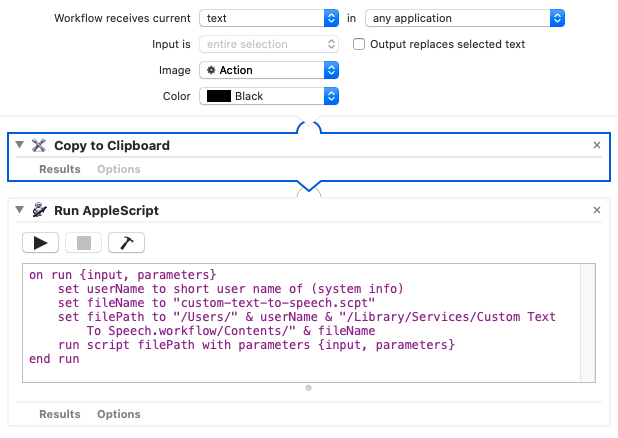 Workflow receives current text in any application
Input is entire selection Output replaces selected text
Image Action
Color Black
Copy to Clipboard
Results Options
Run AppleScript
on run {input, parameters}
set userName to short user name of (system info)
set fileName to "custom-text-to-speech.scpt"
set filePath to "/Users/" & userName & "/Library/Services/Custom Text
To Speech.workflow/Contents/" & fileName
run script filePath with parameters {input, parameters}
end run
Results Options